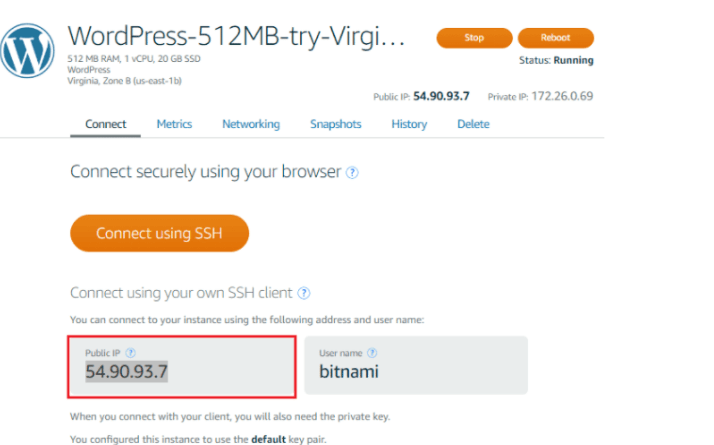 WordPress-512MB-try-Virgi...
Stop
Reboot
512 MB RAM, 1 vCPU, 20 GB SSD
WordPress
Virginia, Zone B (us-east-1b)
Status: Running
Public IP: 54.90.93.7 Private IP: 172.26.0.69
Connect Metrics Networking Snapshots History Delete
Connect securely using your browser ?
Connect using SSH
Connect using your own SSH client ?
You can connect to your instance using the following address and user name:
Public IP ?
54.90.93.7
User name ?
bitnami
When you connect with your client, you will also need the private key.
You configured this instance to use the default key pair.